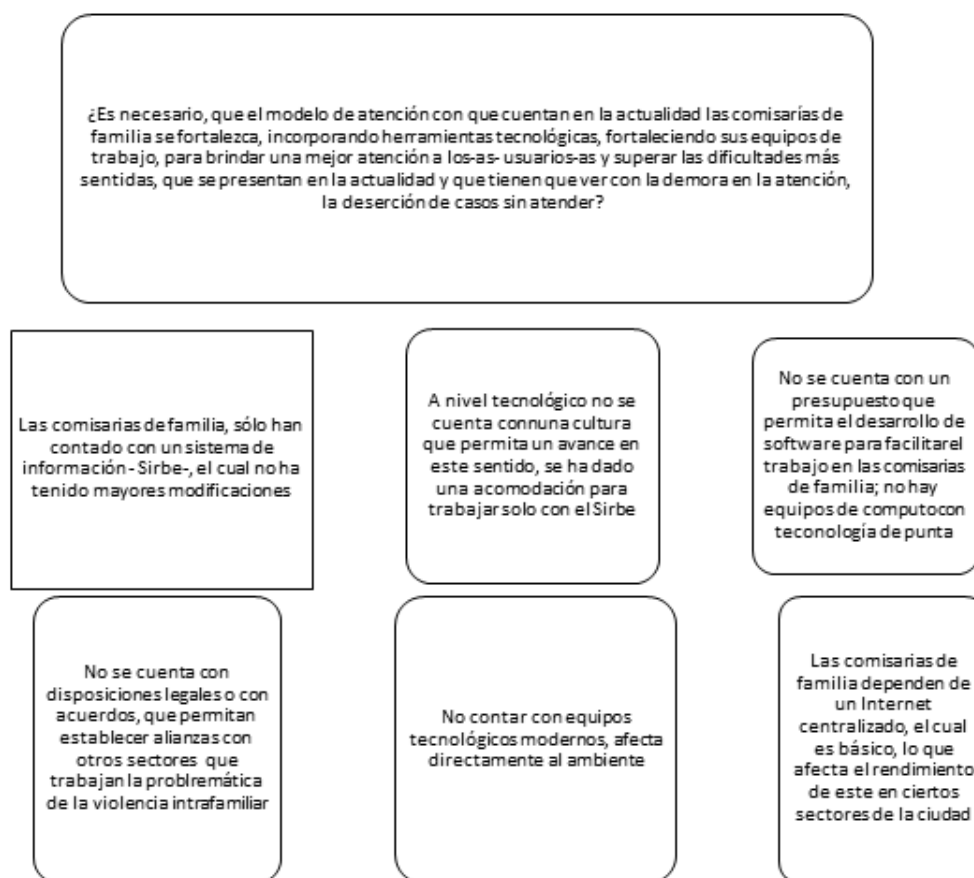 ¿Es necesario, que el modelo de atención con que cuentan en la actualidad las comisarías de
familia se fortalezca, incorporando herramientas tecnológicas, fortaleciendo sus equipos de
trabajo, para brindar una mejor atención a los-as- usuarios-as y superar las dificultades más
sentidas, que se presentan en la actualidad y que tienen que ver con la demora en la atención,
la deserción de casos sin atender?
Las comisarias de familia, sólo han
contado con un sistema de
información - Sirbe-, el cual no ha
tenido mayores modificaciones
A nivel tecnológico no se
cuenta connuna cultura
que permita un avance en
este sentido, se ha dado
una acomodación para
trabajar solo con el Sirbe
No se cuenta con un
presupuesto que
permita el desarrollo de
software para facilitarel
trabajo en las comisarias
de familia; no hay
equipos de computocon
teconología de punta
No se cuenta con
disposiciones legales o con
acuerdos, que permitan
establecer alianzas con
otros sectores que
trabajan la problremática
de la violencia intrafamiliar
No contar con equipos
tecnológicos modernos, afecta
directamente al ambiente
Las comisarias de
familia dependen de
un Internet
centralizado, el cual
es básico, lo que
afecta el rendimiento
de este en ciertos
sectores de la ciudad